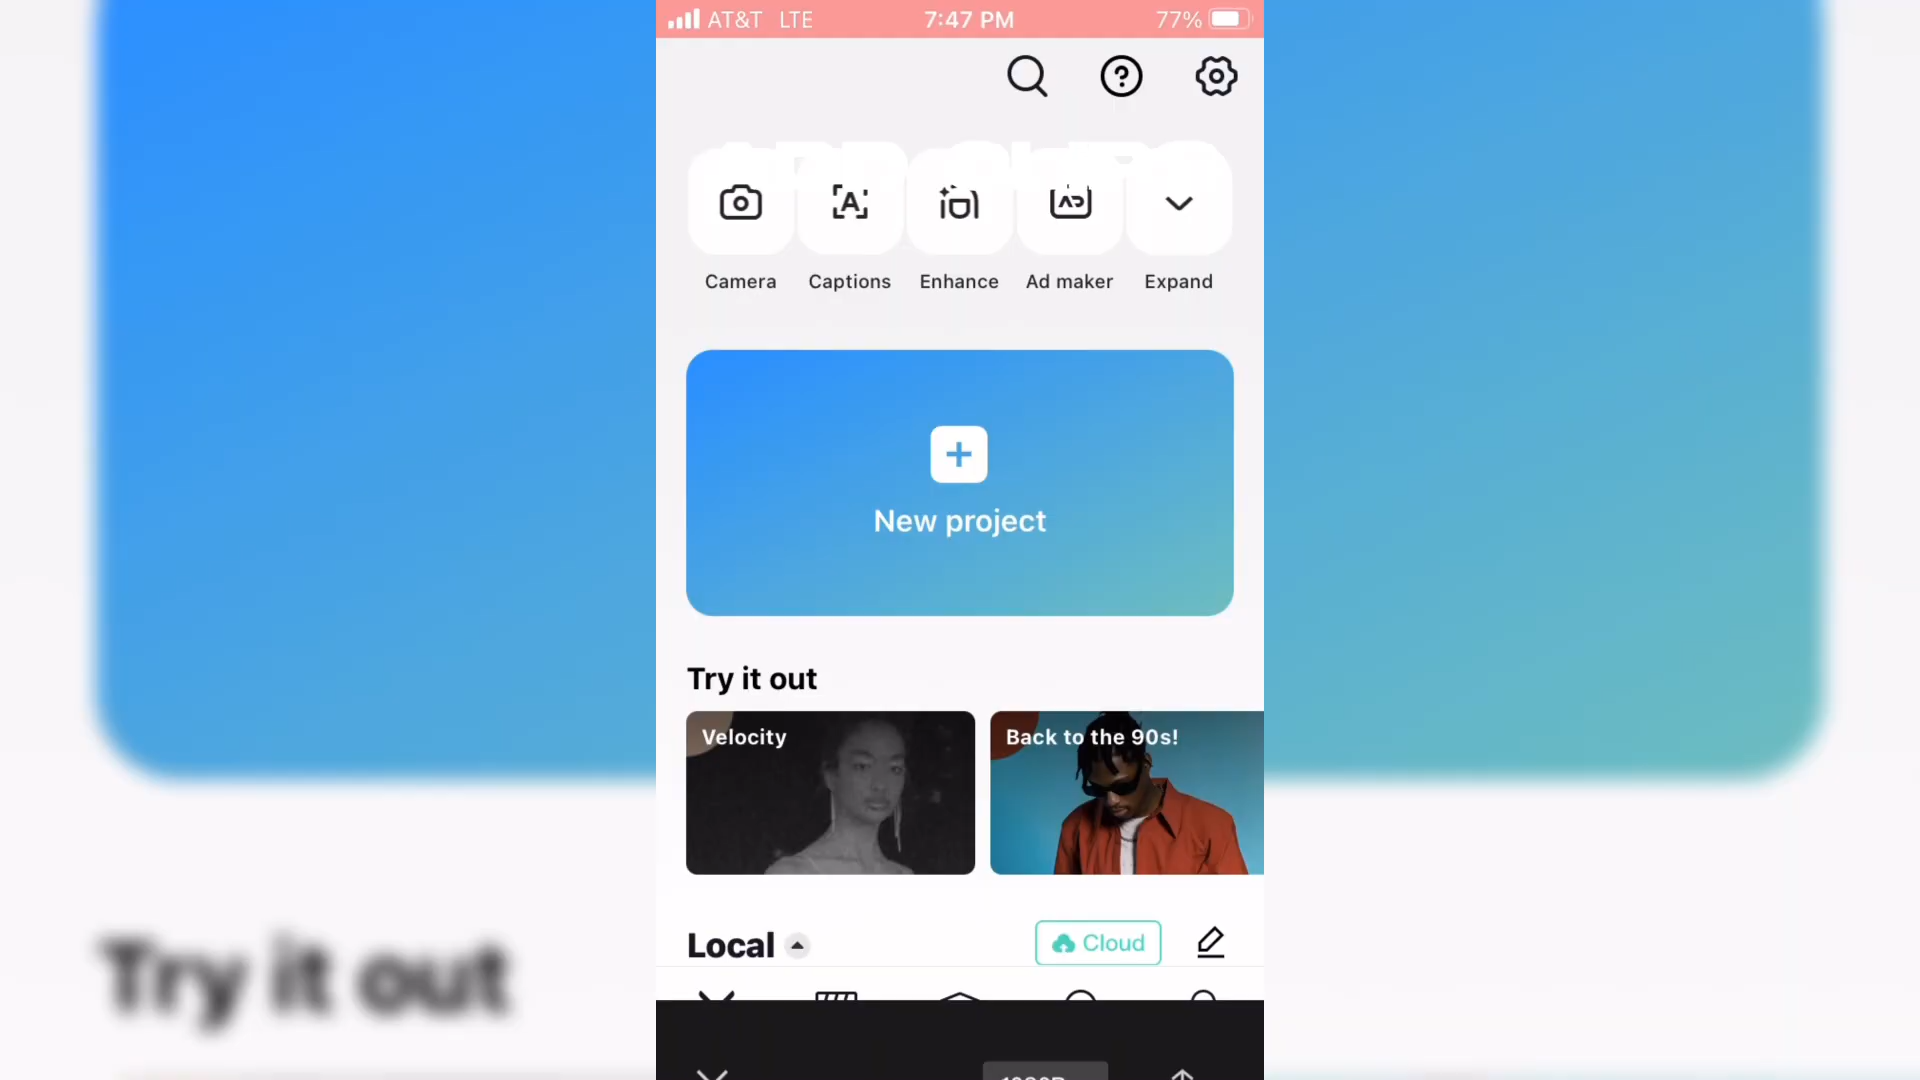 AT&T LTE 7:47 PM 77%
Camera Captions Enhance Ad maker Expand
New project
Try it out
Velocity Back to the 90s!
Local Cloud
Try it out